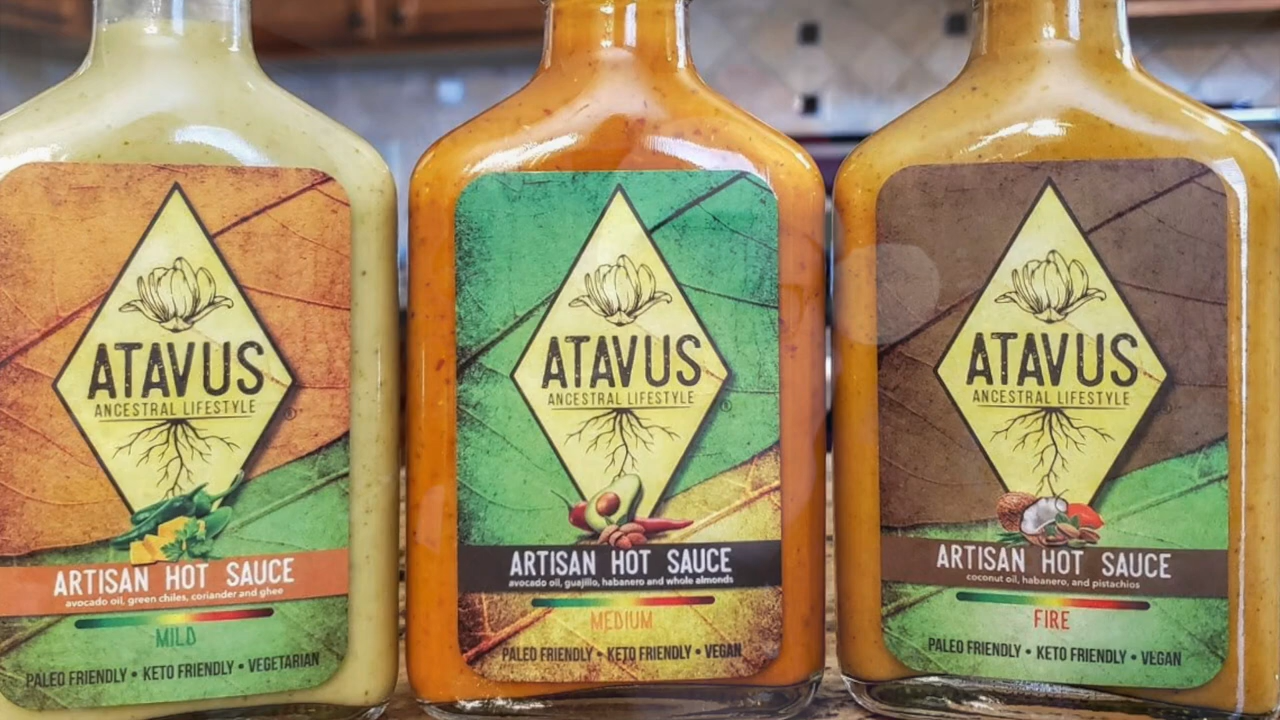 ATAVUS
ANCESTRAL LIFESTYLE
®
ARTISAN HOT SAUCE
avocado oil, green chiles, coriander and ghee
MILD
PALEO FRIENDLY • KETO FRIENDLY • VEGETARIAN
ATAVUS
ANCESTRAL LIFESTYLE
®
ARTISAN HOT SAUCE
avocado oil, guajillo, habanero and whole almonds
MEDIUM
PALEO FRIENDLY • KETO FRIENDLY • VEGAN
ATAVUS
ANCESTRAL LIFESTYLE
ARTISAN HOT SAUCE
coconut oil, habanero, and pistachios
FIRE
PALEO FRIENDLY • KETO FRIENDLY • VEGAN